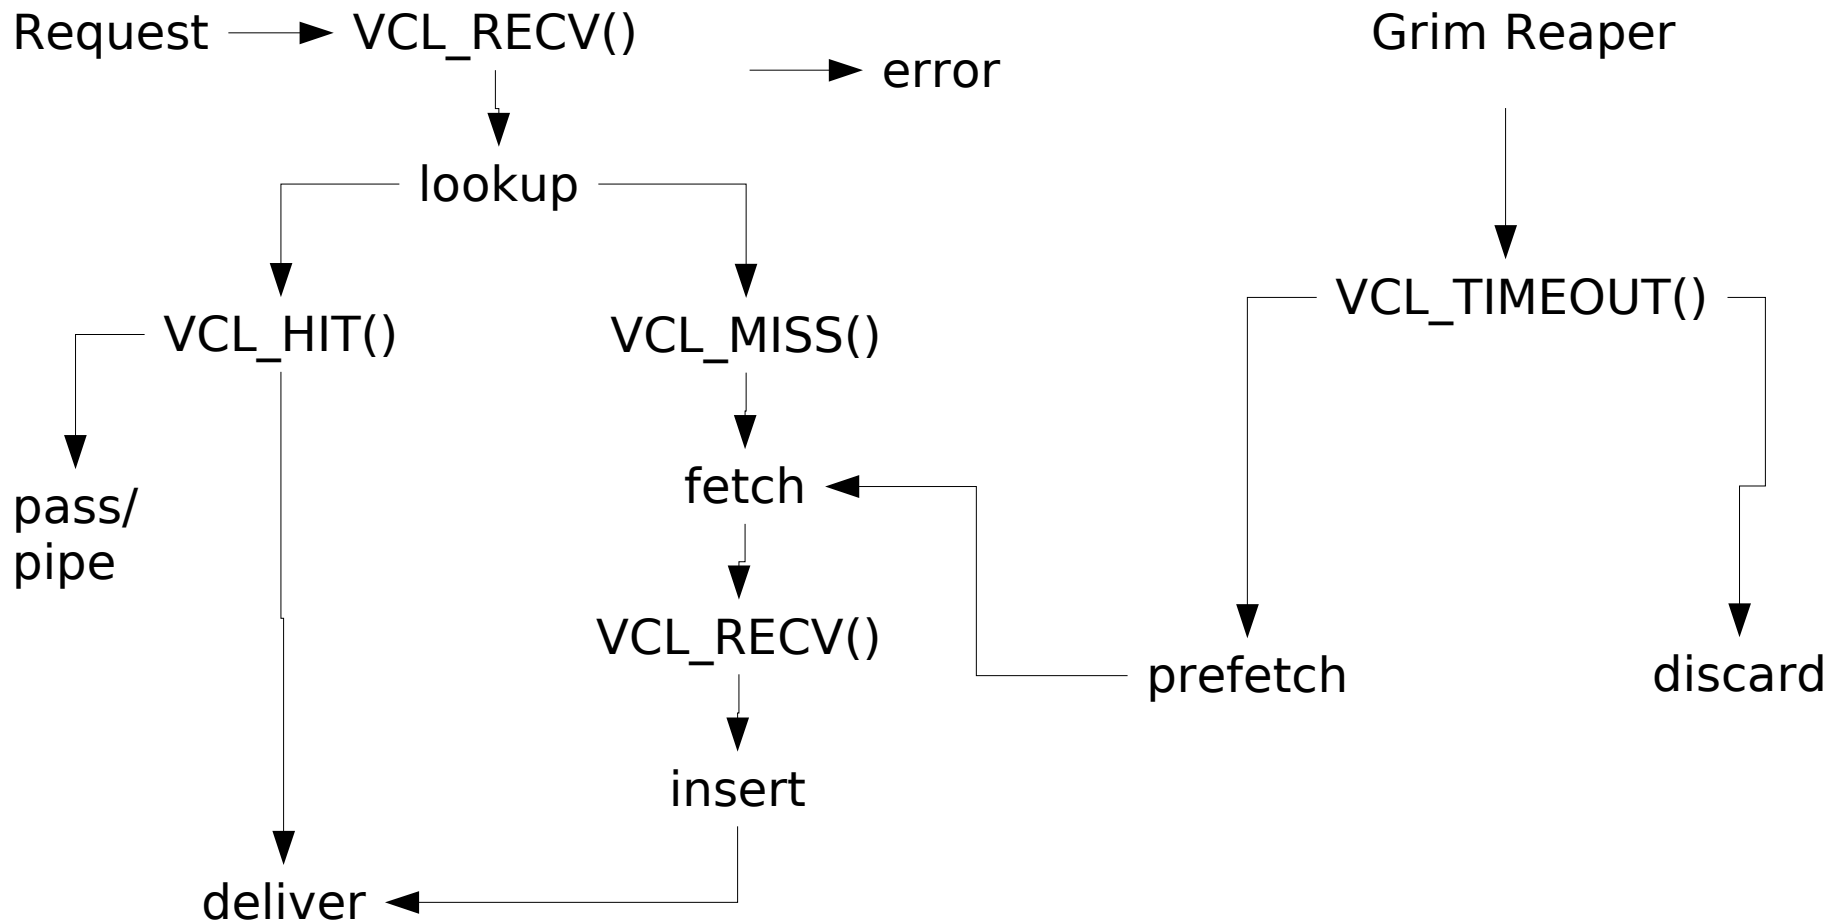 Request
VCL_RECV()
Grim Reaper
error
lookup
VCL_TIMEOUT()
VCL_HIT()
VCL_MISS()
fetch
pass/
pipe
VCL_RECV()
prefetch
discard
insert
deliver